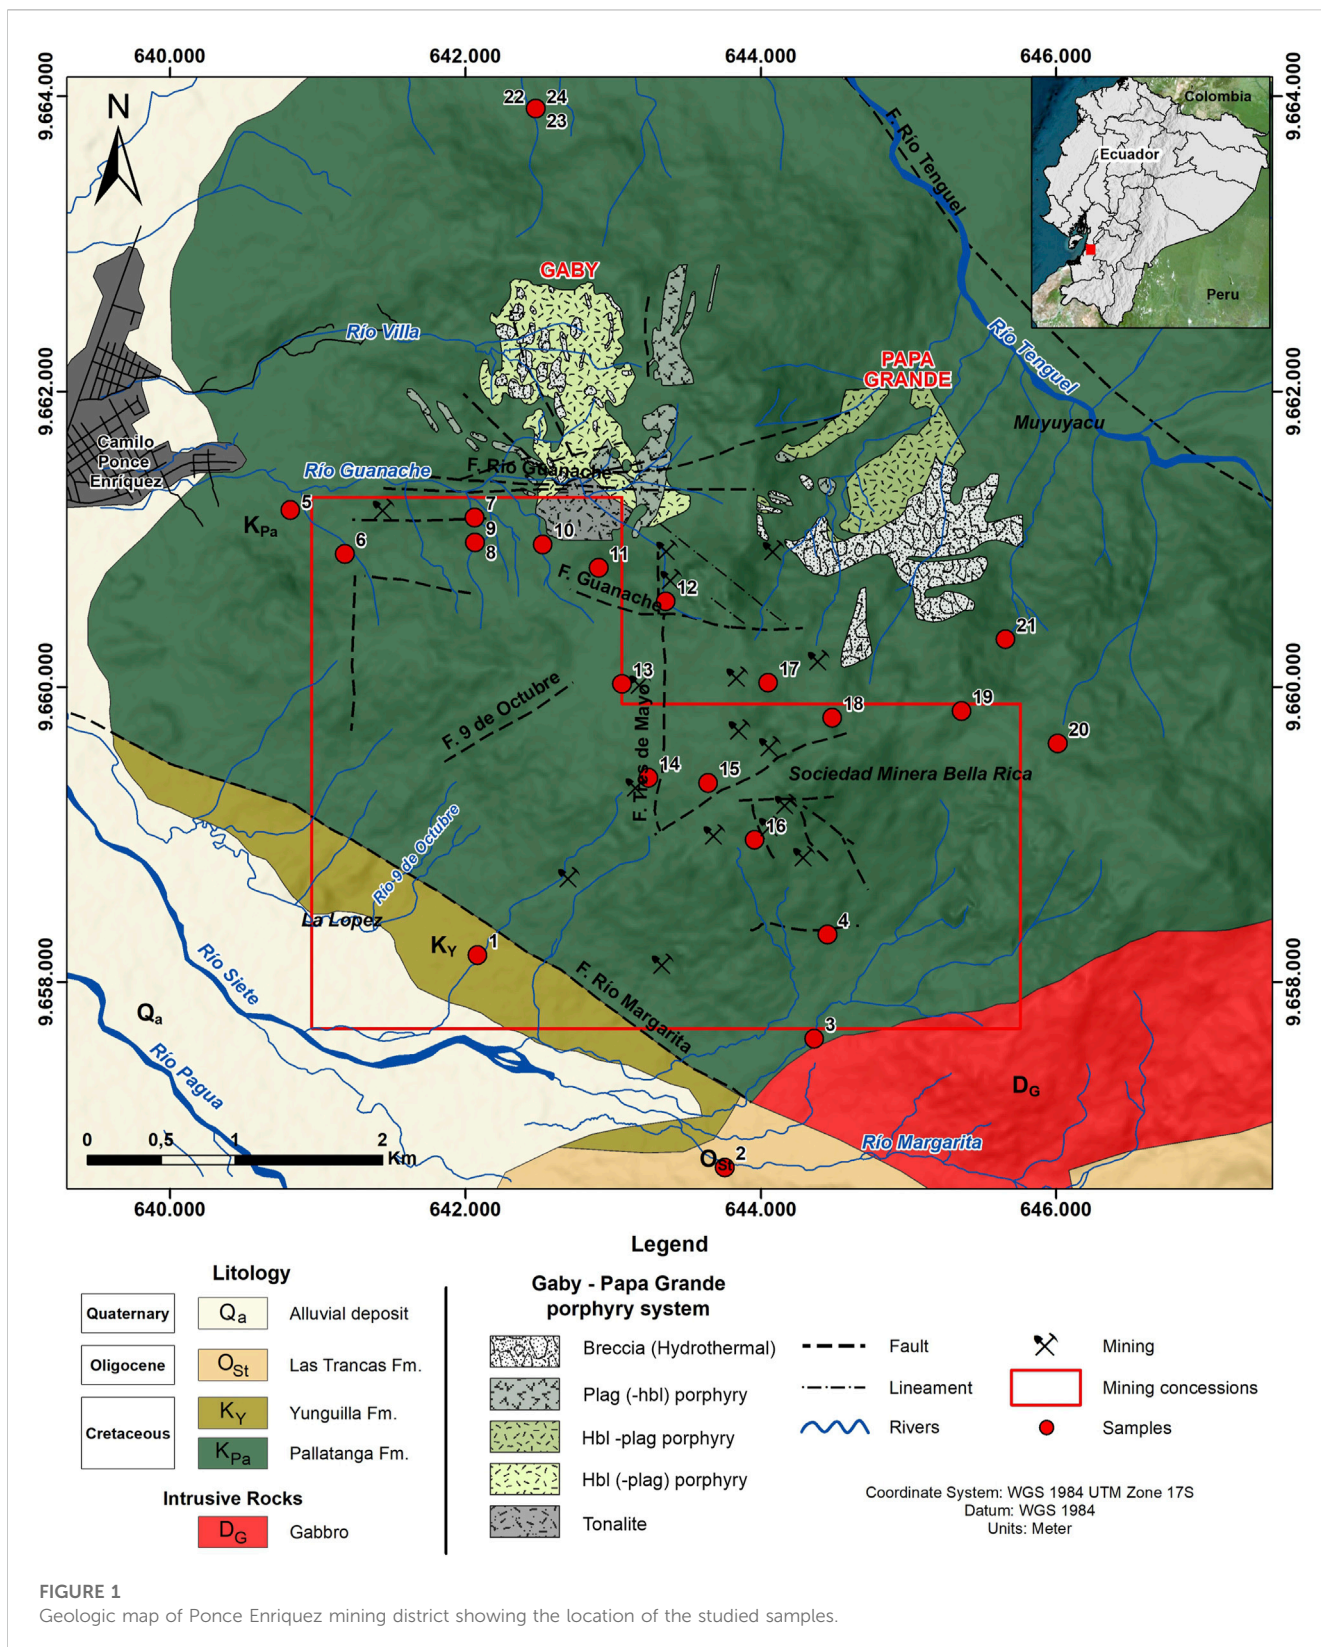 640.000
642.000
644.000
646.000
9.664.000
9.662.000
9.660.000
9.658.000
9.664.000
9.662.000
9.660.000
9.658.000
N
22
24
23
Colombia
Ecuador
Peru
F. Río Tenguel
GABY
Río Villa
Río Tenguel
PAPA
GRANDE
Muyuyacu
Camilo
Ponce
Enríquez
Río Guanache
F. Río Guanache
KPa
5
6
7
9
8
10
11
F. Guanache
12
13
F. Tres de Mayo
F. 9 de Octubre
14
15
16
17
18
19
20
21
Sociedad Minera Bella Rica
Río 9 de Octubre
La Lopez
KY
1
4
3
F. Río Margarita
Río Siete
Qa
Río Pagua
DG
Río Margarita
OSt
2
0
0,5
1
2
Km
640.000
642.000
644.000
646.000
Legend
Litology
Quaternary
Qa
Alluvial deposit
Oligocene
OSt
Las Trancas Fm.
Cretaceous
KY
Yunguilla Fm.
KPa
Pallatanga Fm.
Intrusive Rocks
DG
Gabbro
Gaby - Papa Grande
porphyry system
Breccia (Hydrothermal)
Plag (-hbl) porphyry
Hbl -plag porphyry
Hbl (-plag) porphyry
Tonalite
Fault
Lineament
Rivers
Mining
Mining concessions
Samples
Coordinate System: WGS 1984 UTM Zone 17S
Datum: WGS 1984
Units: Meter
FIGURE 1
Geologic map of Ponce Enriquez mining district showing the location of the studied samples.